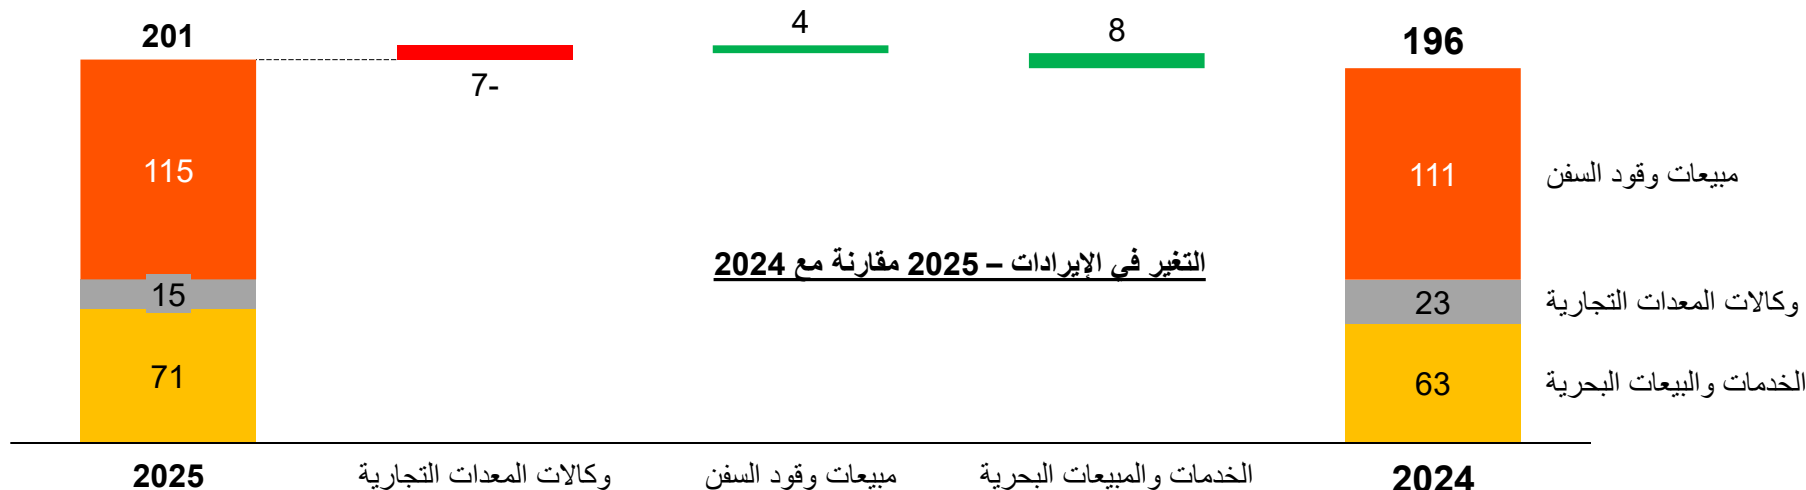 201
7-
4
8
196
115
111
مبيعات وقود السفن
التغير في الإيرادات – 2025 مقارنة مع 2024
15
23
وكالات المعدات التجارية
71
63
الخدمات والبيعات البحرية
2024
الخدمات والمبيعات البحرية
مبيعات وقود السفن
وكالات المعدات التجارية
2025